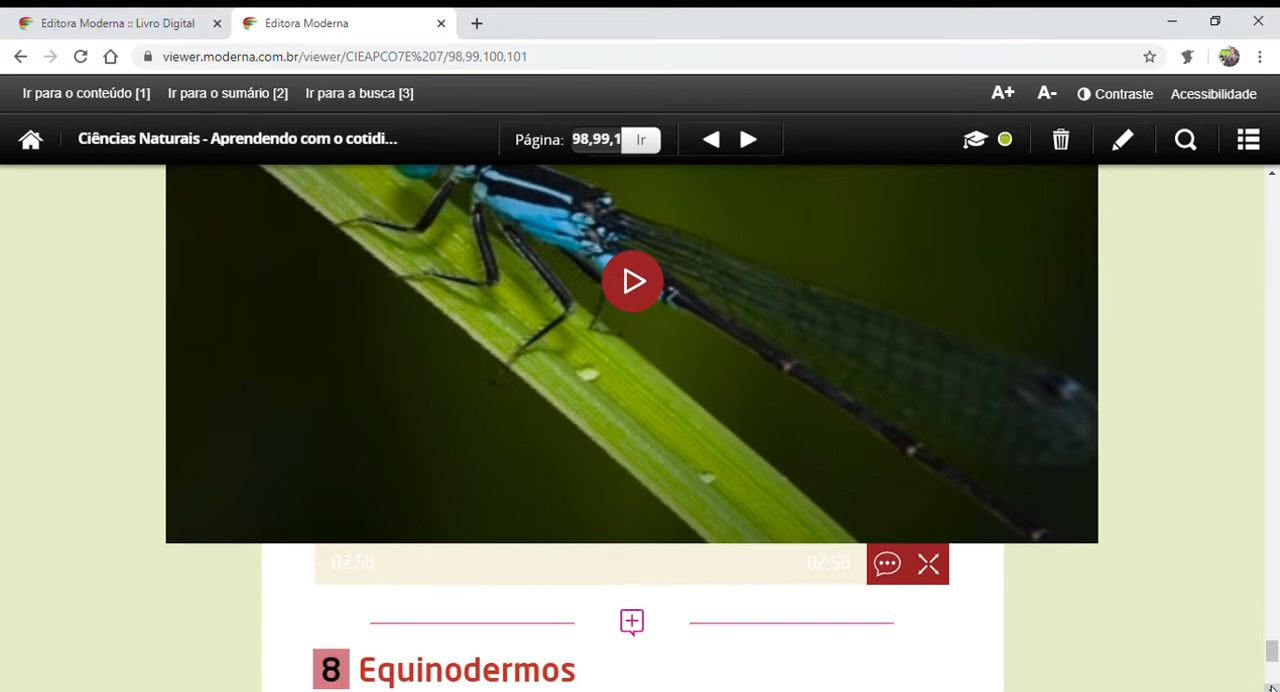 Editora Moderna :: Livro Digital
Editora Moderna
viewer.moderna.com.br/viewer/CIEAPCO7E%207/98,99,100,101
Ir para o conteúdo [1] Ir para o sumário [2] Ir para a busca [3] A+ A- Contraste Acessibilidade
Ciências Naturais - Aprendendo com o cotidi... Página: 98,99,1 Ir
02:58 02:58
8 Equinodermos